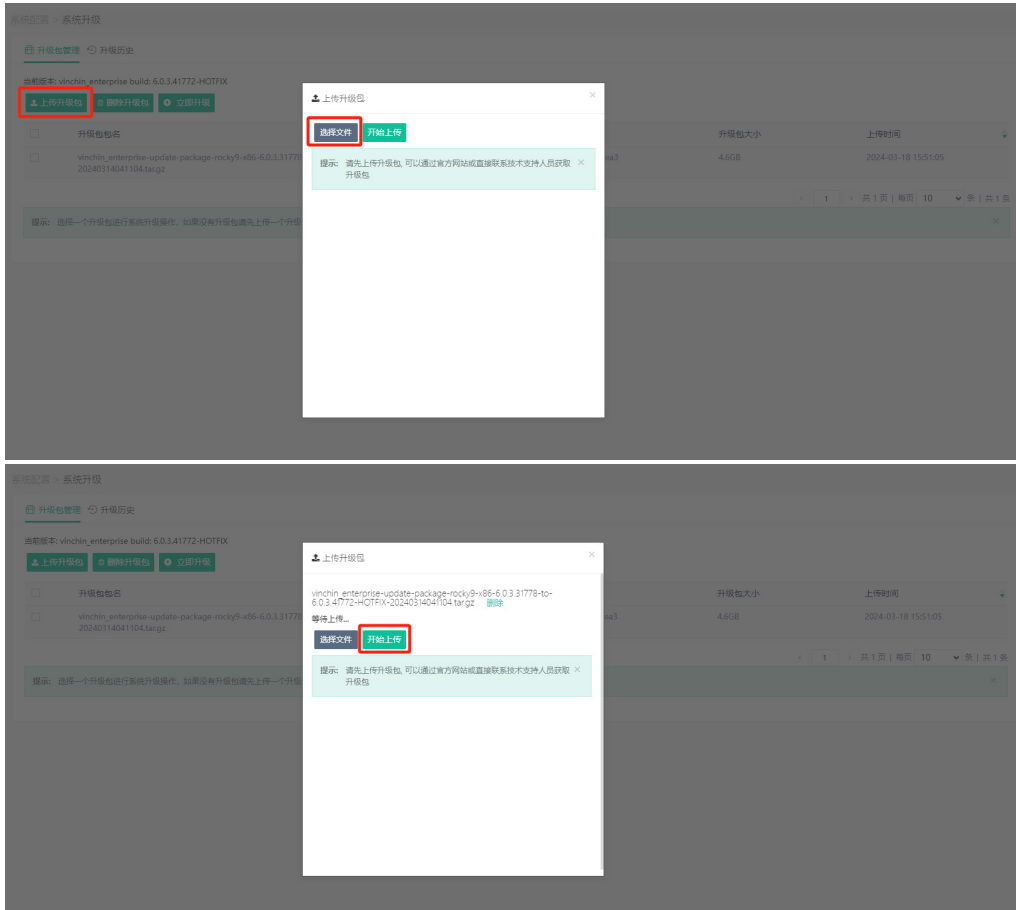 系统配置 > 系统升级
升级包管理 升级历史
当前版本: vinchin_enterprise build: 6.0.3.41772-HOTFIX
上传升级包 删除升级包 立即升级
升级包包名 升级包大小 上传时间
vinchin_enterprise-update-package-rocky9-x86-6.0.3.31778
20240314041104.tar.gz
4.6GB 2024-03-18 15:51:05
1 共 1 页 | 每页 10 条 | 共 1 条
提示: 选择一个升级包进行系统升级操作，如果没有升级包请先上传一个升级
上传升级包
选择文件 开始上传
提示: 请先上传升级包, 可以通过官方网站或直接联系技术支持人员获取
升级包
系统配置 > 系统升级
升级包管理 升级历史
当前版本: vinchin_enterprise build: 6.0.3.41772-HOTFIX
上传升级包 删除升级包 立即升级
升级包包名 升级包大小 上传时间
vinchin_enterprise-update-package-rocky9-x86-6.0.3.31778
20240314041104.tar.gz
4.6GB 2024-03-18 15:51:05
1 共 1 页 | 每页 10 条 | 共 1 条
提示: 选择一个升级包进行系统升级操作，如果没有升级包请先上传一个升级
上传升级包
vinchin_enterprise-update-package-rocky9-x86-6.0.3.31778-to-
6.0.3.41772-HOTFIX-20240314041104.tar.gz 删除
等待上传...
选择文件 开始上传
提示: 请先上传升级包, 可以通过官方网站或直接联系技术支持人员获取
升级包